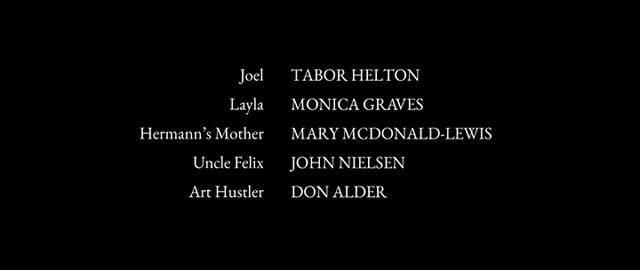 Joel TABOR HELTON
Layla MONICA GRAVES
Hermann’s Mother MARY MCDONALD-LEWIS
Uncle Felix JOHN NIELSEN
Art Hustler DON ALDER